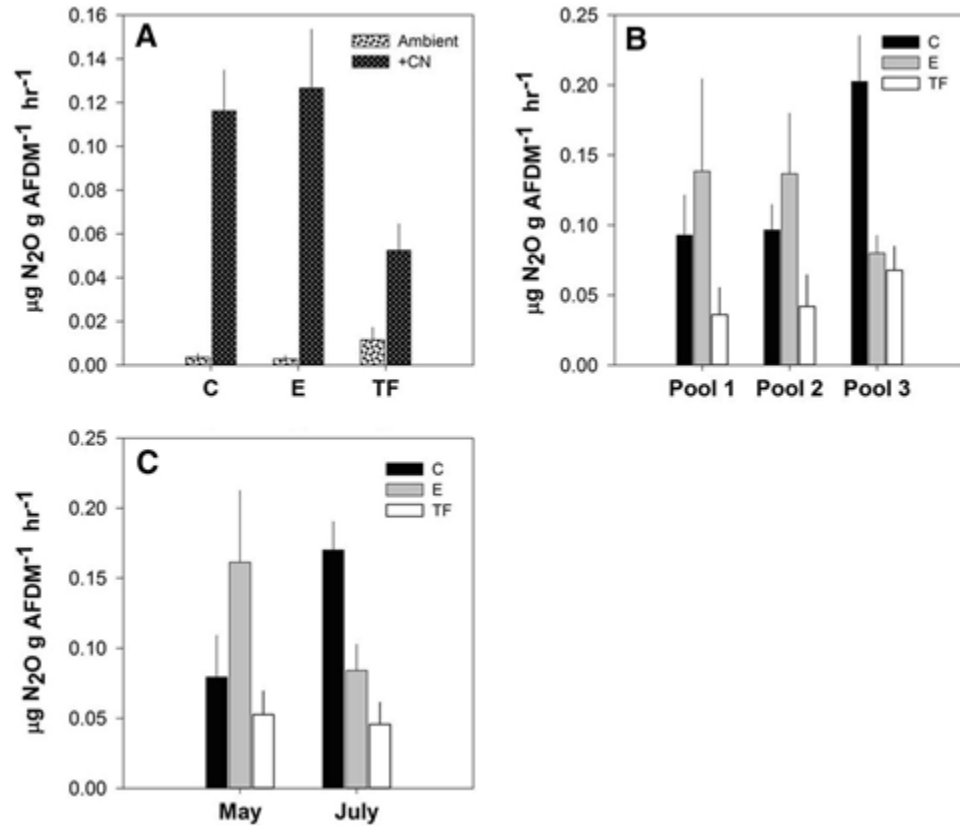 A
Ambient
+CN
µg N₂O g AFDM⁻¹ hr⁻¹
0.16
0.14
0.12
0.10
0.08
0.06
0.04
0.02
0.00
C E TF
B
C
E
TF
µg N₂O g AFDM⁻¹ hr⁻¹
0.25
0.20
0.15
0.10
0.05
0.00
Pool 1 Pool 2 Pool 3
C
C
E
TF
µg N₂O g AFDM⁻¹ hr⁻¹
0.25
0.20
0.15
0.10
0.05
0.00
May July